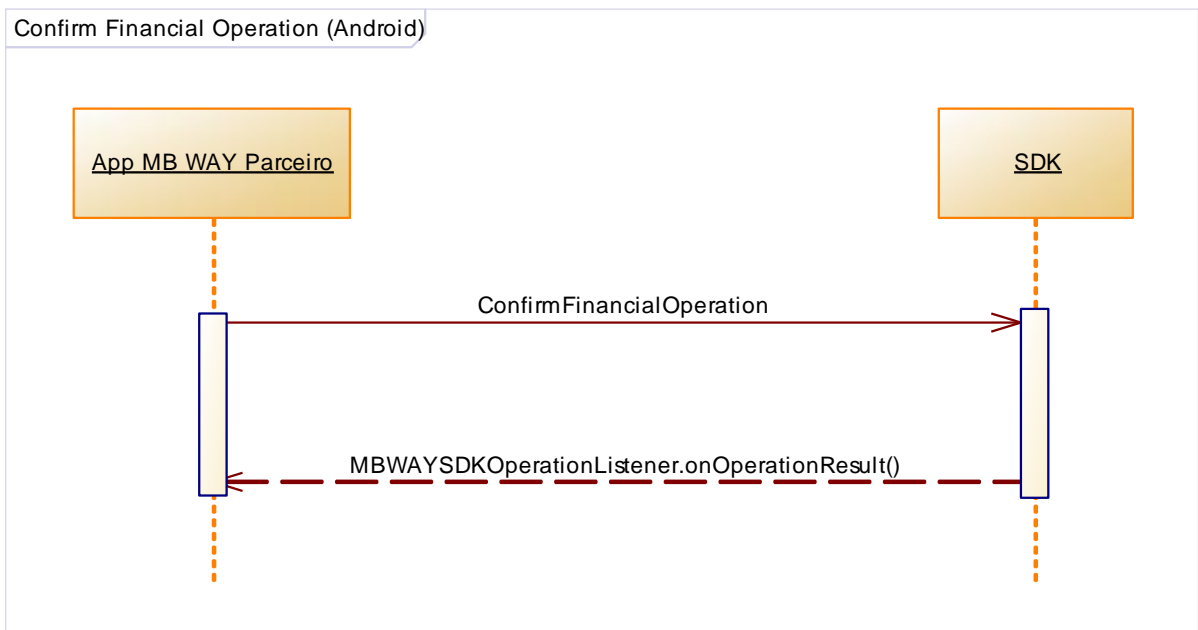 Confirm Financial Operation (Android)
App MB WAY Parceiro
SDK
ConfirmFinancialOperation
MBWAYSDKOperationListener.onOperationResult()